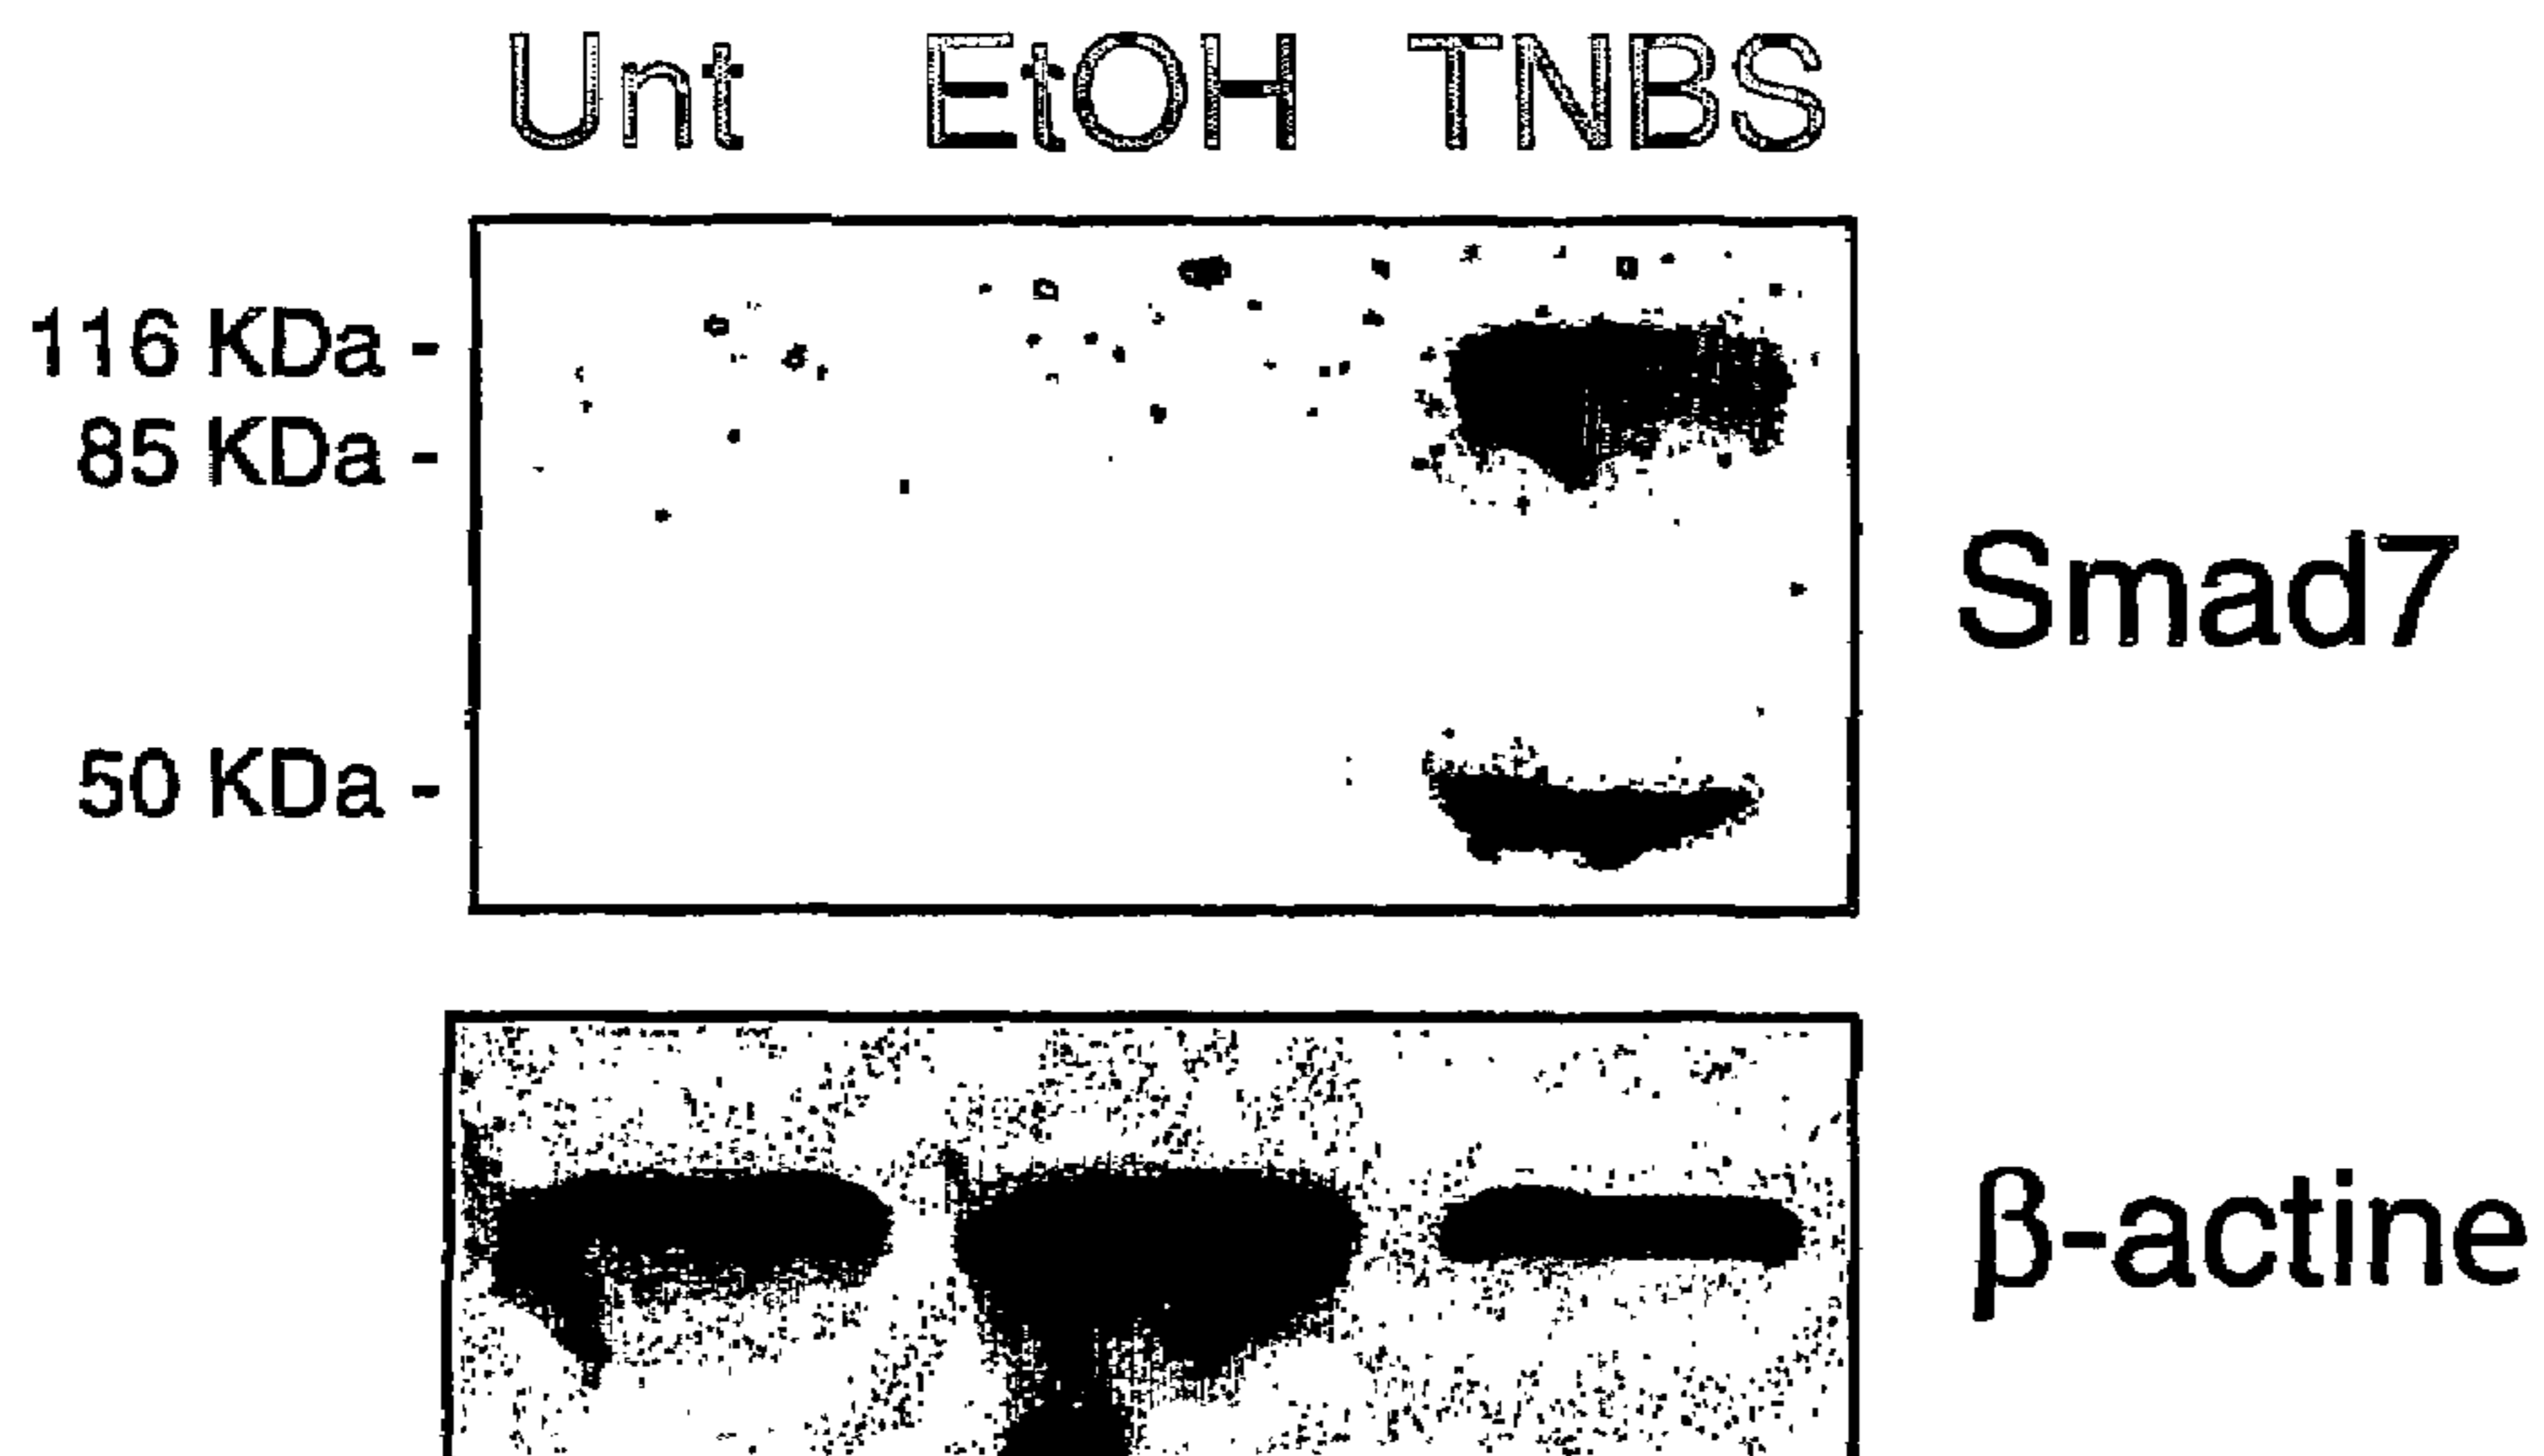 Unt EtOH TNBS
116 KDa -
85 KDa -
Smad7
50 KDa -
β-actine